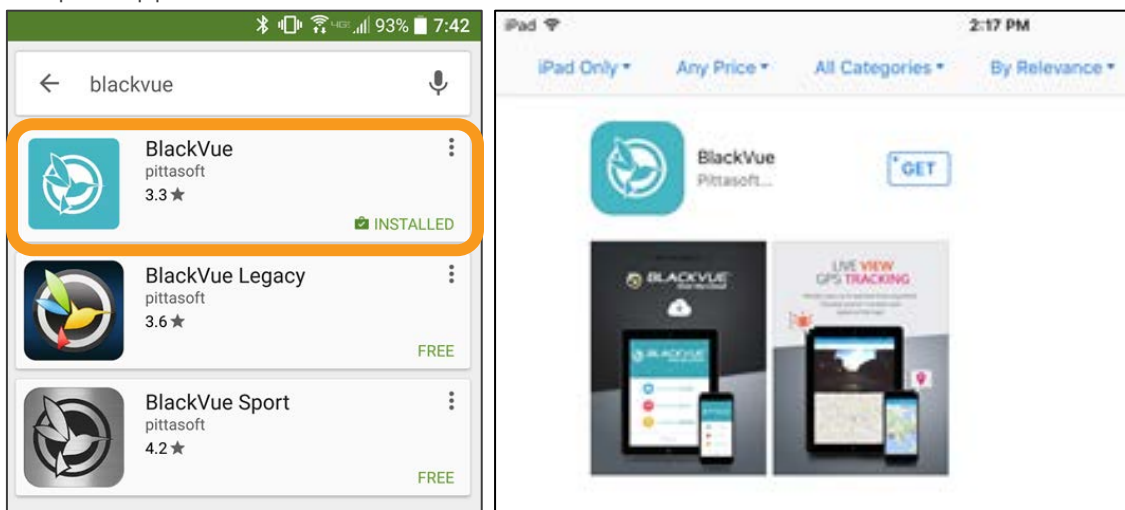 93% 7:42
blackvue
BlackVue
pittasoft
3.3★
INSTALLED
BlackVue Legacy
pittasoft
3.6★
FREE
BlackVue Sport
pittasoft
4.2★
FREE
iPad 2:17 PM
iPad Only Any Price All Categories By Relevance
BlackVue
Pittasoft...
GET
BLACKVUE
BLACKVUE
LIVE VIEW
GPS TRACKING